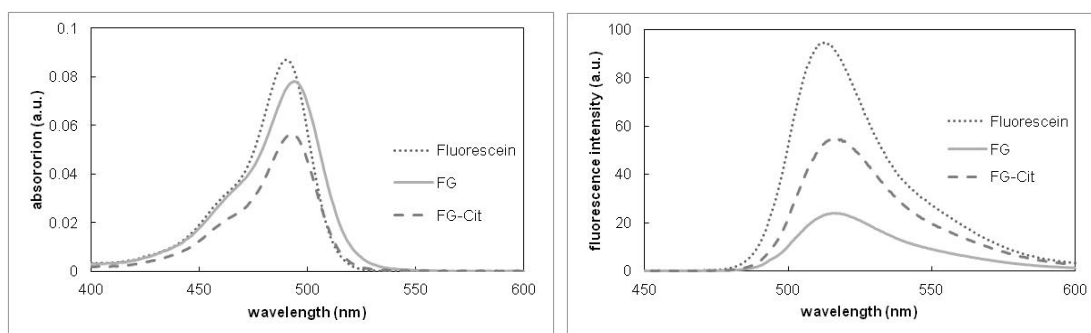 0.1
0.08
0.06
0.04
0.02
0
400
450
500
550
600
absororion (a.u.)
wavelength (nm)
Fluorescein
FG
FG-Cit
100
80
60
40
20
0
450
500
550
600
fluorescence intensity (a.u.)
wavelength (nm)
Fluorescein
FG
FG-Cit